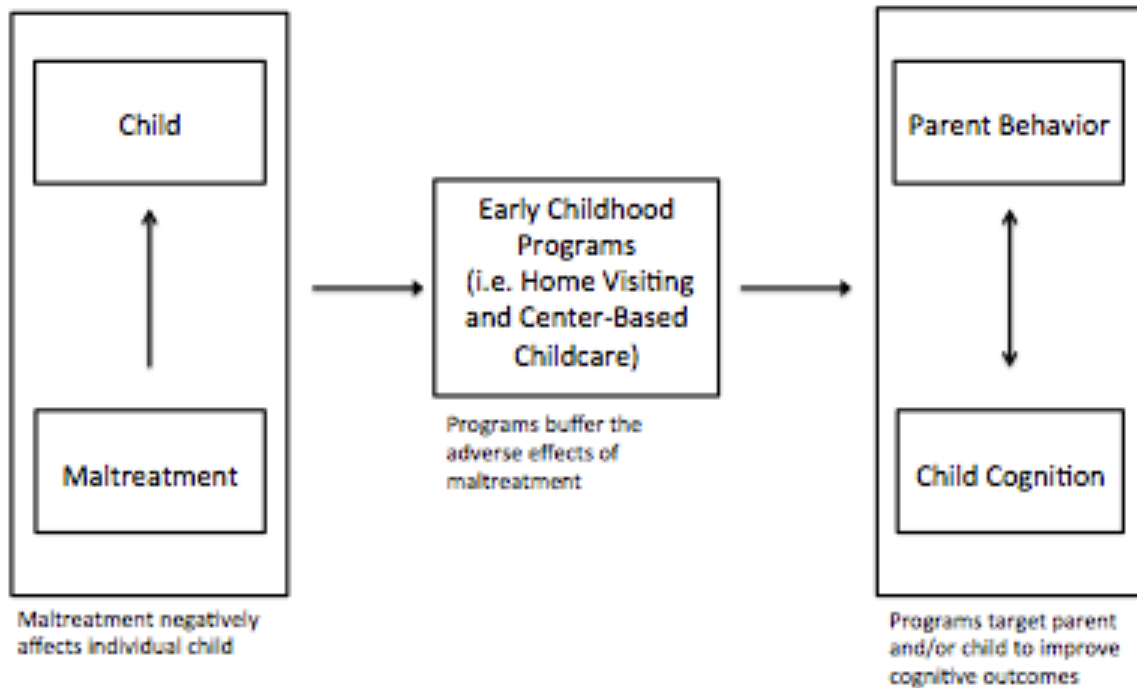 Child
Maltreatment
Maltreatment negatively
affects individual child
Early Childhood
Programs
(i.e. Home Visiting
and Center-Based
Childcare)
Programs buffer the
adverse effects of
maltreatment
Parent Behavior
Child Cognition
Programs target parent
and/or child to improve
cognitive outcomes